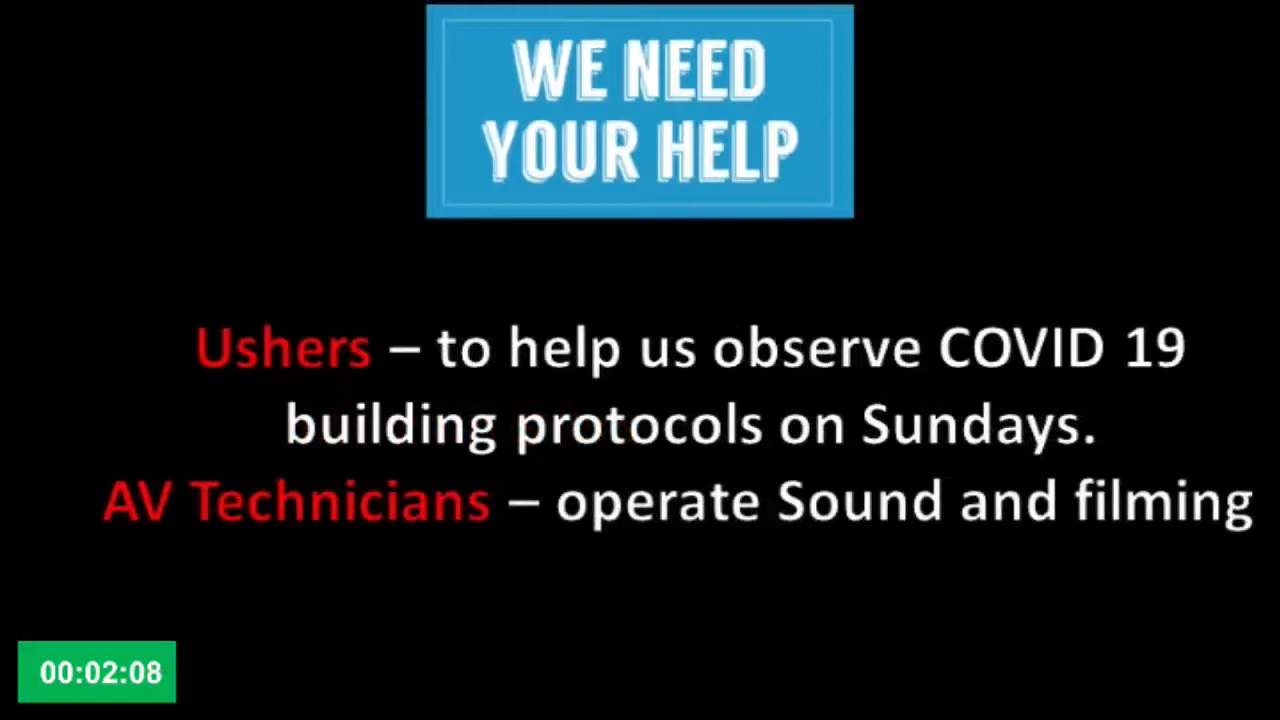 WE NEED
YOUR HELP
Ushers – to help us observe COVID 19
building protocols on Sundays.
AV Technicians – operate Sound and filming
00:02:08